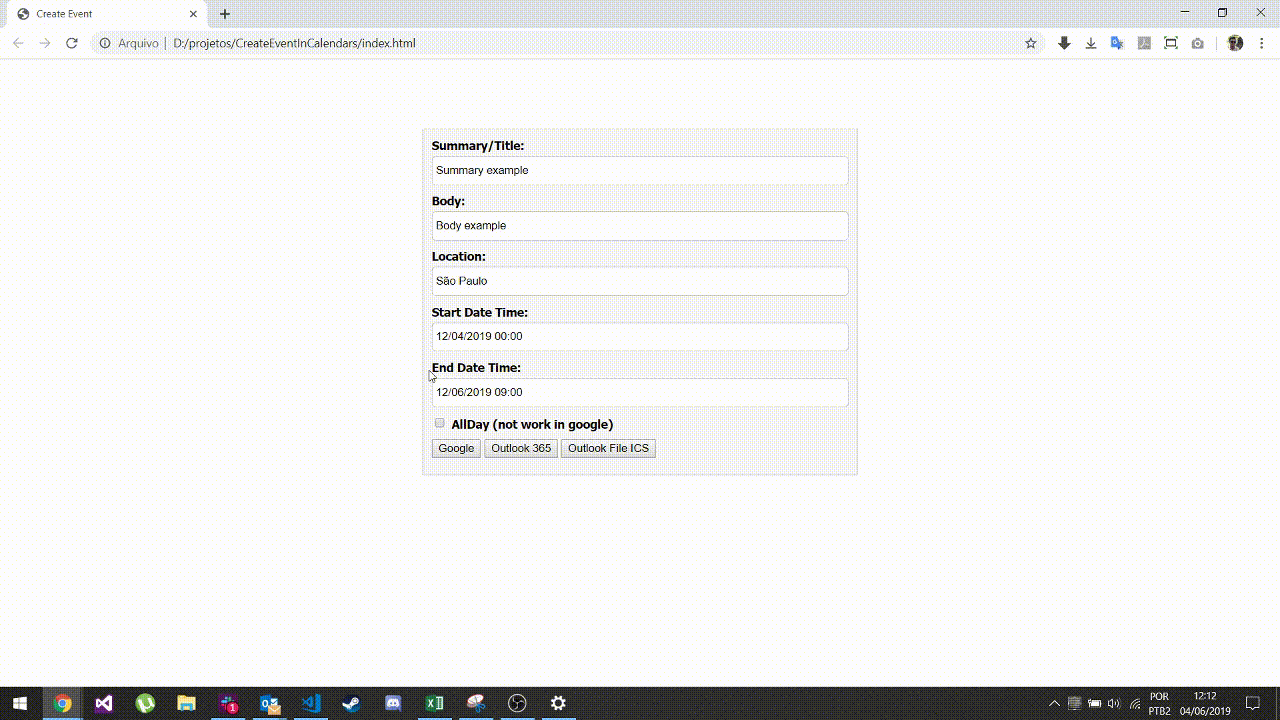 Create Event
Arquivo | D:/projetos/CreateEventInCalendars/index.html
Summary/Title:
Summary example
Body:
Body example
Location:
São Paulo
Start Date Time:
12/04/2019 00:00
End Date Time:
12/06/2019 09:00
AllDay (not work in google)
Google Outlook 365 Outlook File ICS
POR 12:12
PTB2 04/06/2019